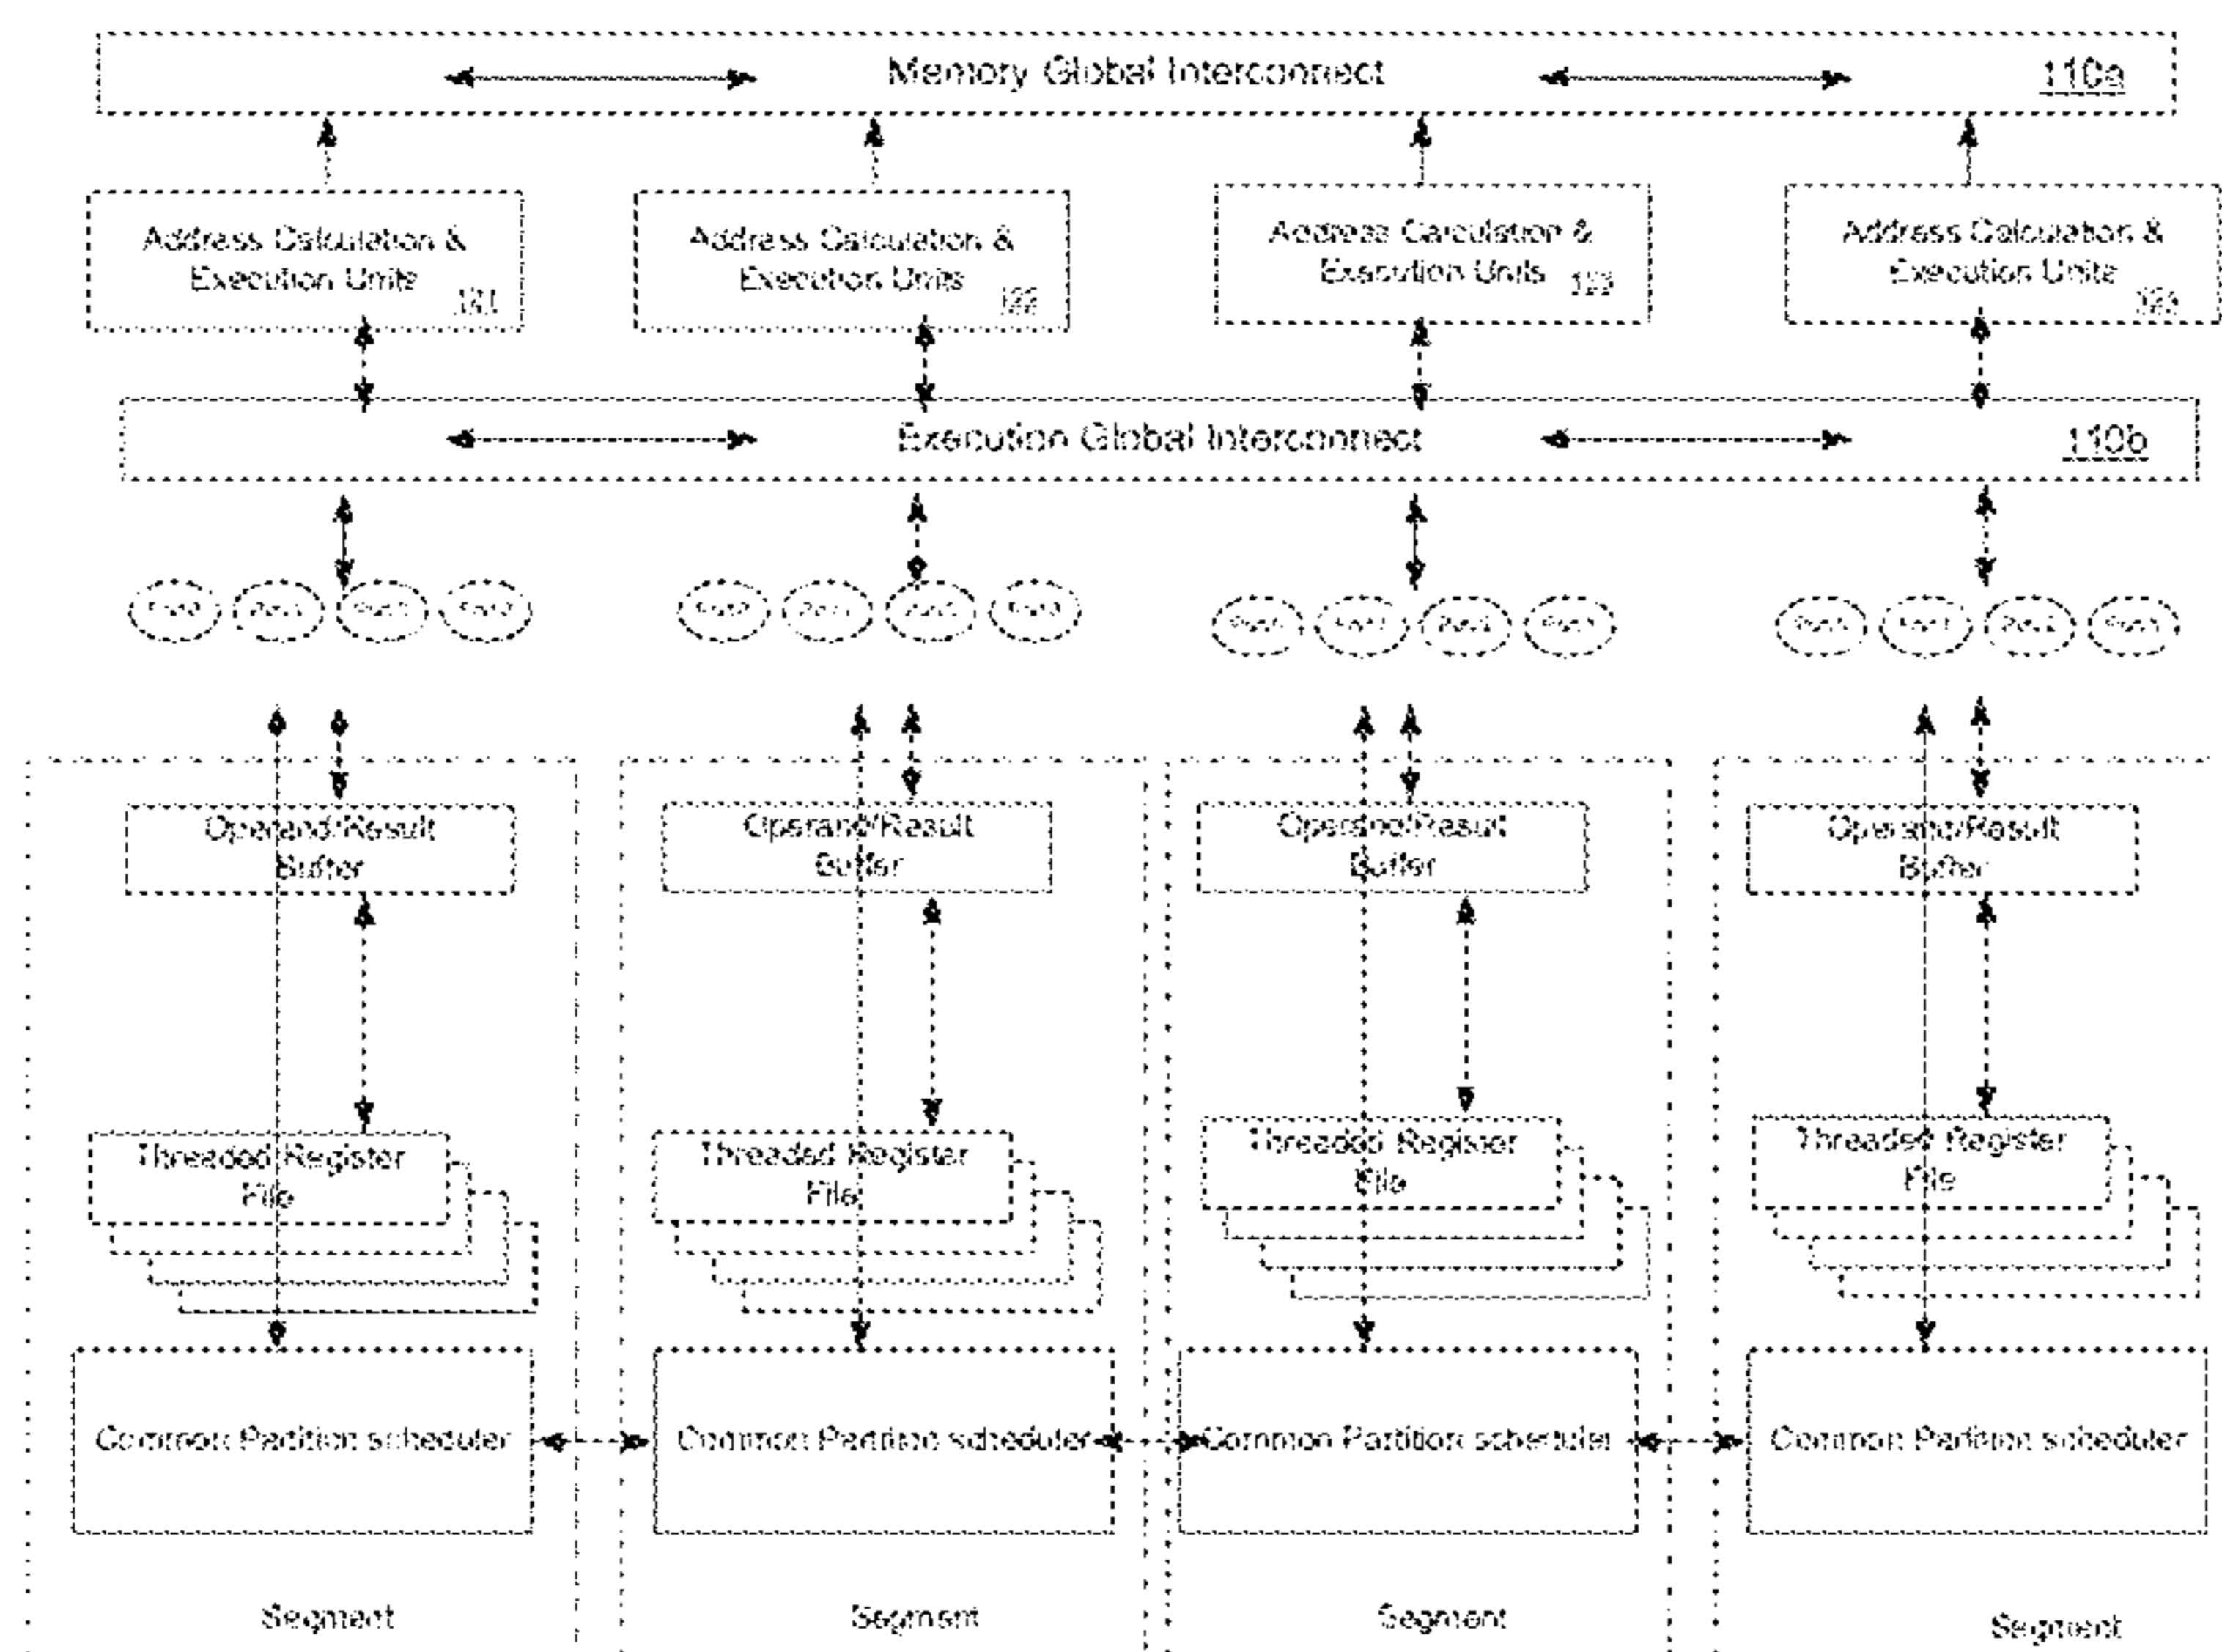 Memory Global Interconnect 110a
Address Calculation &
Execution Units 121
Address Calculation &
Execution Units 122
Address Calculation &
Execution Units 123
Address Calculation &
Execution Units
Execution Global Interconnect 110b
Operand/Result
Buffer
Operand/Result
Buffer
Operand/Result
Buffer
Operand/Result
Buffer
Threaded Register
File
Threaded Register
File
Threaded Register
File
Threaded Register
File
Common Partition scheduler
Common Partition scheduler
Common Partition scheduler
Common Partition scheduler
Segment
Segment
Segment
Segment